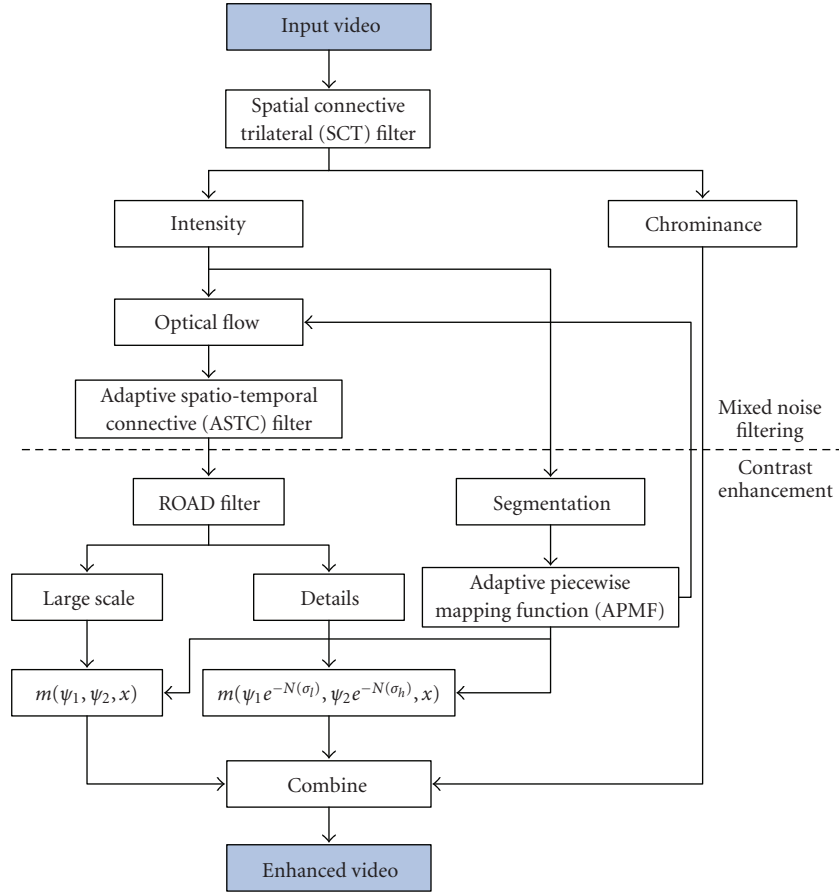 Input video
Spatial connective
trilateral (SCT) filter
Intensity
Chrominance
Optical flow
Adaptive spatio-temporal
connective (ASTC) filter
Mixed noise
filtering
Contrast
enhancement
ROAD filter
Segmentation
Large scale
Details
Adaptive piecewise
mapping function (APMF)
m(ψ₁, ψ₂, x)
m(ψ₁e^{-N(σ_l)}, ψ₂e^{-N(σ_h)}, x)
Combine
Enhanced video